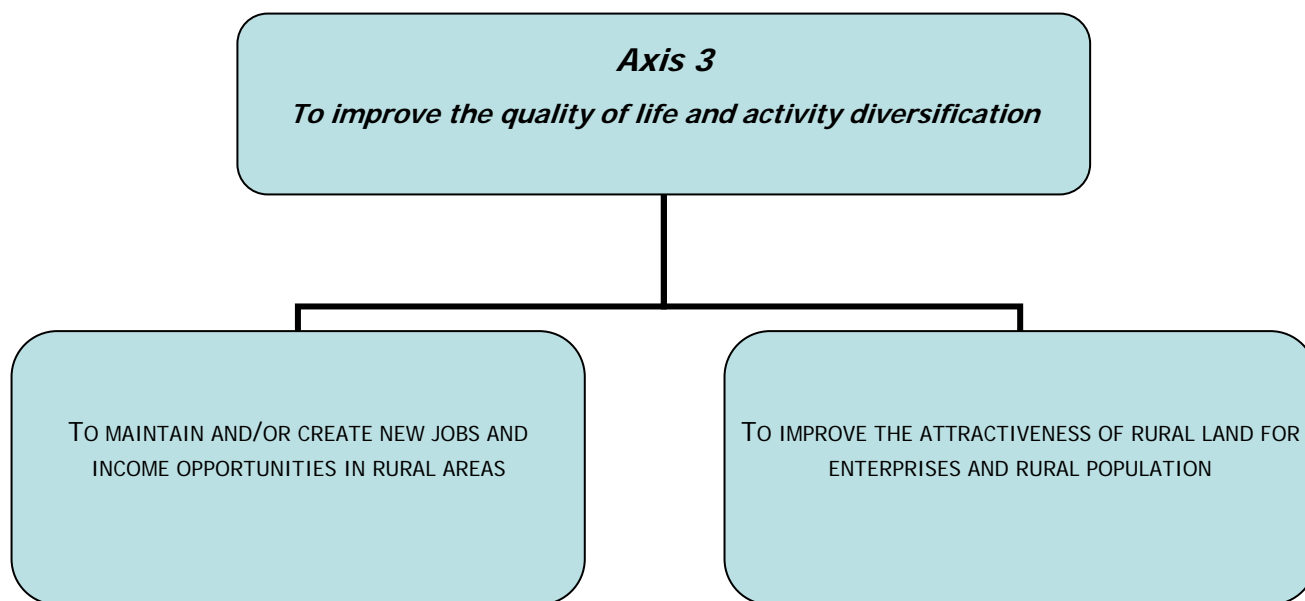 Axis 3
To improve the quality of life and activity diversification
TO MAINTAIN AND/OR CREATE NEW JOBS AND
INCOME OPPORTUNITIES IN RURAL AREAS
TO IMPROVE THE ATTRACTIVENESS OF RURAL LAND FOR
ENTERPRISES AND RURAL POPULATION